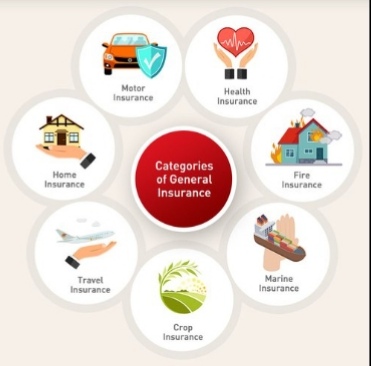 Motor
Insurance
Health
Insurance
Home
Insurance
Categories
of General
Insurance
Fire
Insurance
Travel
Insurance
Marine
Insurance
Crop
Insurance